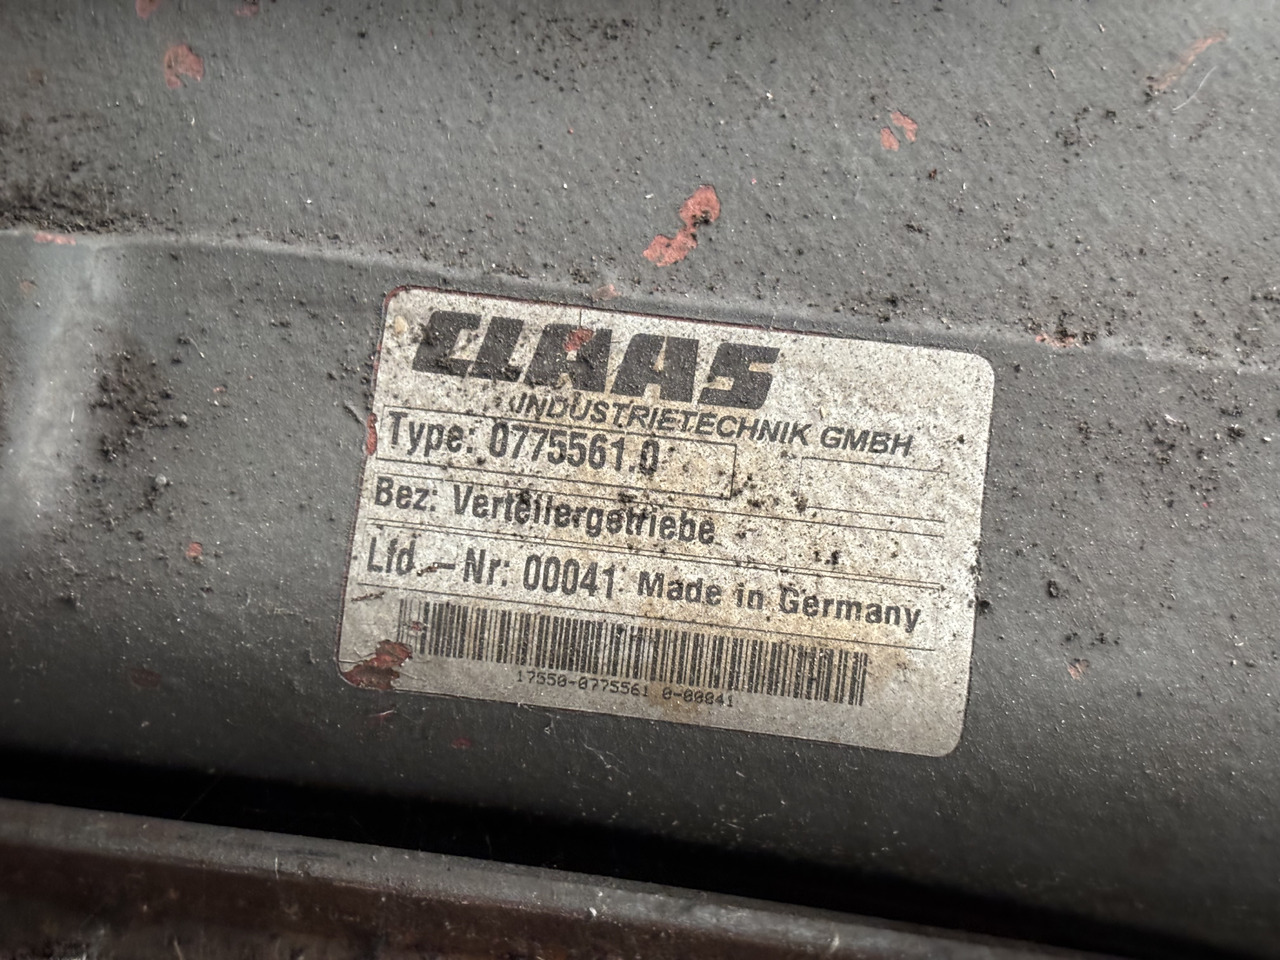 CLAAS
INDUSTRIETECHNIK GMBH
Type: 0775561.0
Bez: Verteilergetriebe
Lfd.-Nr: 00041 Made in Germany
17550-0775561 0-00041